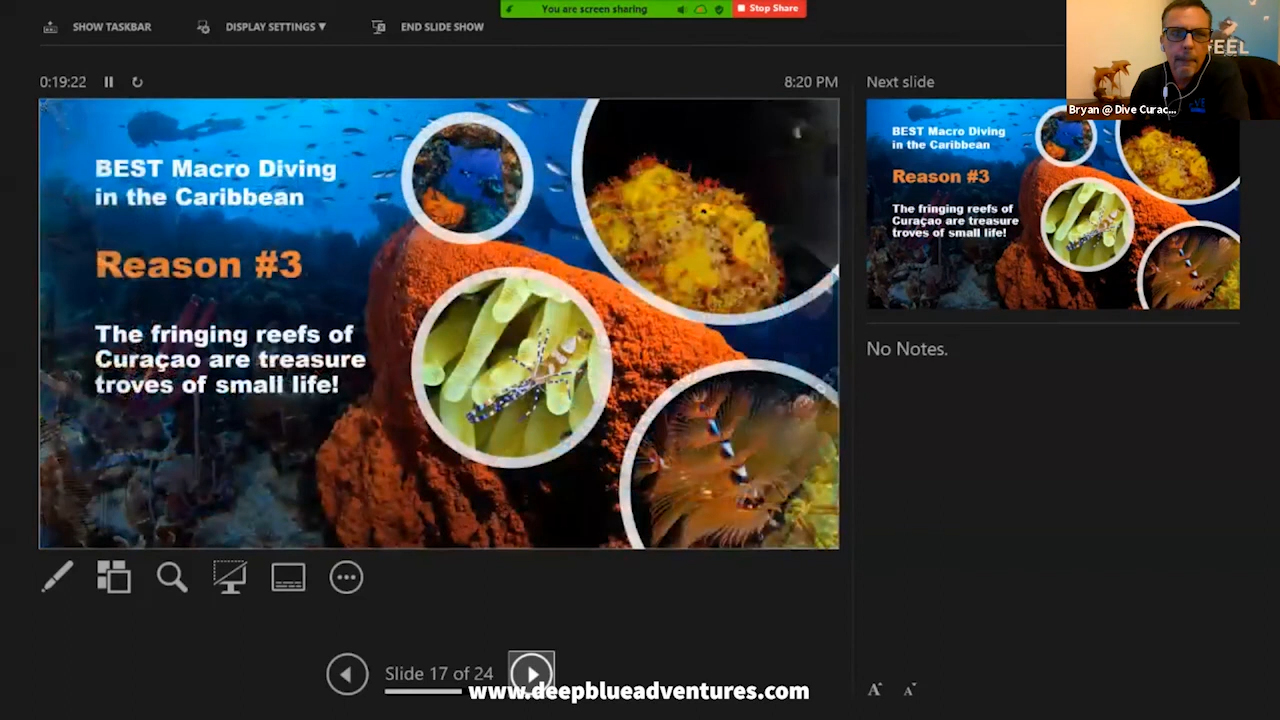 You are screen sharing
Stop Share
SHOW TASKBAR
DISPLAY SETTINGS ▼
END SLIDE SHOW
EEL
Bryan @ Dive Curac...
0:19:22
8:20 PM
Next slide
BEST Macro Diving
in the Caribbean
Reason #3
The fringing reefs of
Curaçao are treasure
troves of small life!
BEST Macro Diving
in the Caribbean
Reason #3
The fringing reefs of
Curaçao are treasure
troves of small life!
No Notes.
Slide 17 of 24
www.deepblueadventures.com
A
A